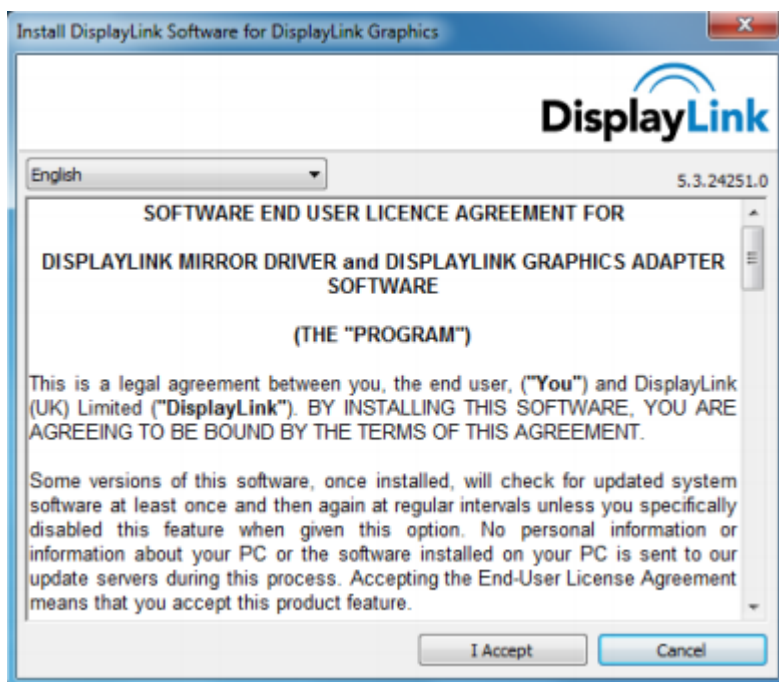 Install DisplayLink Software for DisplayLink Graphics
DisplayLink
English
5.3.24251.0
SOFTWARE END USER LICENCE AGREEMENT FOR
DISPLAYLINK MIRROR DRIVER and DISPLAYLINK GRAPHICS ADAPTER
SOFTWARE
(THE "PROGRAM")
This is a legal agreement between you, the end user, ("You") and DisplayLink
(UK) Limited ("DisplayLink"). BY INSTALLING THIS SOFTWARE, YOU ARE
AGREEING TO BE BOUND BY THE TERMS OF THIS AGREEMENT.
Some versions of this software, once installed, will check for updated system
software at least once and then again at regular intervals unless you specifically
disabled this feature when given this option. No personal information or
information about your PC or the software installed on your PC is sent to our
update servers during this process. Accepting the End-User License Agreement
means that you accept this product feature.
I Accept
Cancel